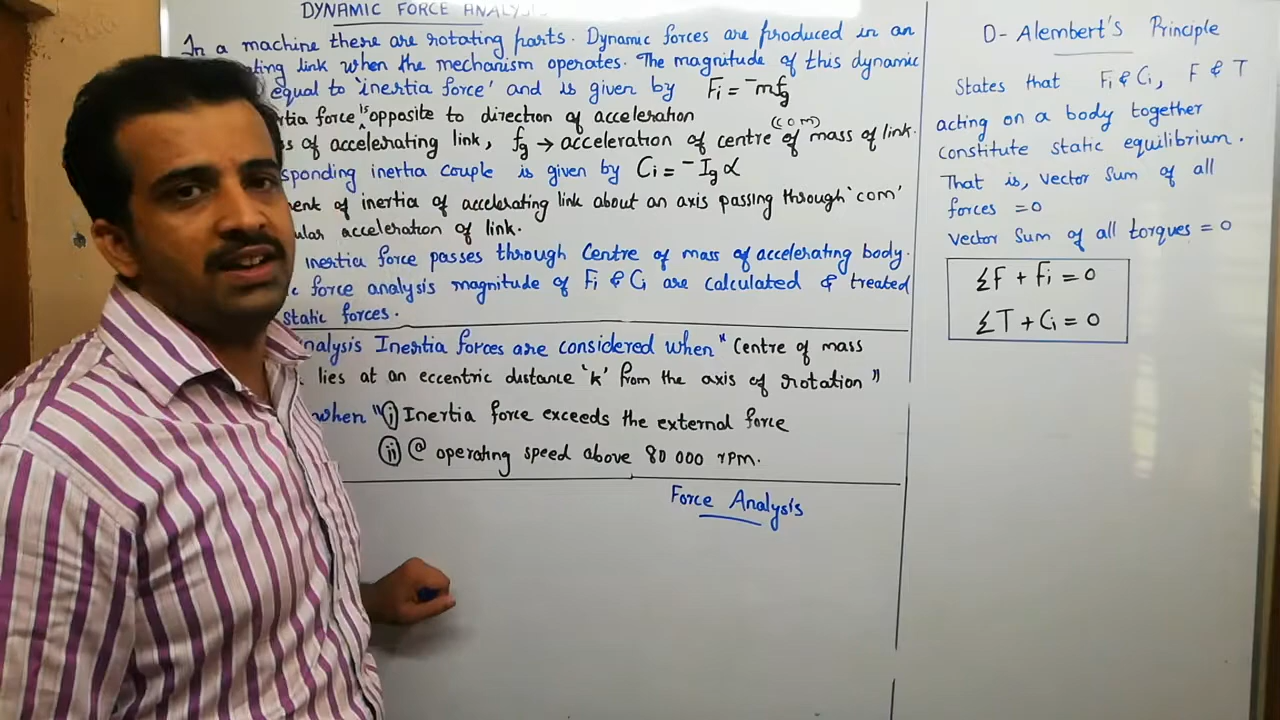 DYNAMIC FORCE
In a machine there are rotating parts. Dynamic forces are produced in an
link when the mechanism operates. The magnitude of this dynamic
equal to 'inertia force' and is given by Fi = -mfg
force is opposite to direction of acceleration
of accelerating link, fg → acceleration of centre of mass of link. (COM)
inertia couple is given by Ci = -Ig α
of inertia of accelerating link about an axis passing through 'com'
acceleration of link.
inertia force passes through Centre of mass of accelerating body.
force analysis magnitude of Fi & Ci are calculated & treated
static forces.
Inertia forces are considered when "Centre of mass
lies at an eccentric distance 'k' from the axis of rotation"
when "(i) Inertia force exceeds the external force
(ii) @ operating speed above 80 000 rpm.
Force Analysis
D-Alembert's Principle
States that Fi & Ci, F & T
acting on a body together
constitute static equilibrium.
That is, vector sum of all
forces = 0
Vector Sum of all torques = 0
ΣF + Fi = 0
ΣT + Ci = 0